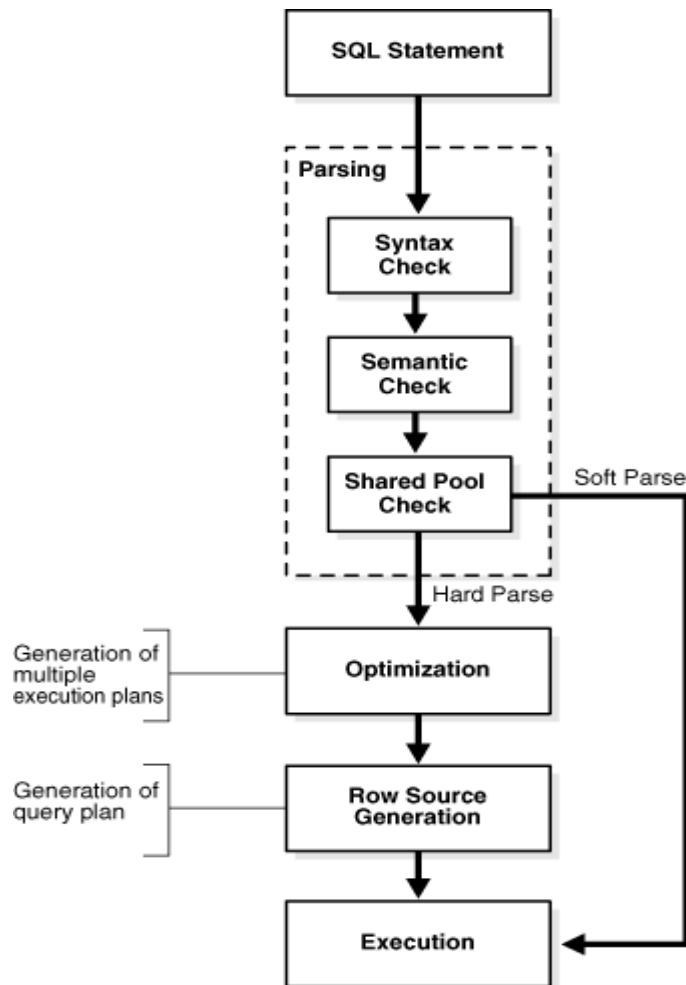 SQL Statement
Parsing
Syntax
Check
Semantic
Check
Shared Pool
Check
Soft Parse
Hard Parse
Generation of
multiple
execution plans
Optimization
Generation of
query plan
Row Source
Generation
Execution